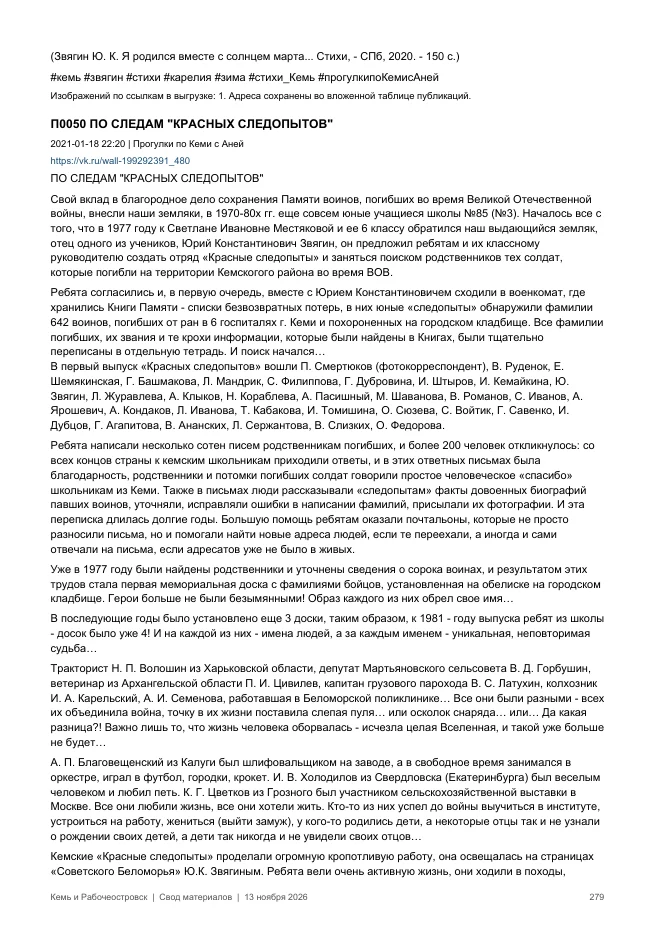 (Звягин Ю. К. Я родился вместе с солнцем марта... Стихи, - СПб, 2020. - 150 с.)
#кемь #звягин #стихи #карелия #зима #стихи_Кемь #прогулкипоКемисАней
Изображений по ссылкам в выгрузке: 1. Адреса сохранены во вложенной таблице публикаций.
П0050 ПО СЛЕДАМ "КРАСНЫХ СЛЕДОПЫТОВ"
2021-01-18 22:20 | Прогулки по Кеми с Аней
https://vk.ru/wall-199292391_480
ПО СЛЕДАМ "КРАСНЫХ СЛЕДОПЫТОВ"
Свой вклад в благородное дело сохранения Памяти воинов, погибших во время Великой Отечественной
войны, внесли наши земляки, в 1970-80х гг. еще совсем юные учащиеся школы №85 (№3). Началось все с
того, что в 1977 году к Светлане Ивановне Местяковой и ее 6 классу обратился наш выдающийся земляк,
отец одного из учеников, Юрий Константинович Звягин, он предложил ребятам и их классному
руководителю создать отряд «Красные следопыты» и заняться поиском родственников тех солдат,
которые погибли на территории Кемскогого района во время ВОВ.
Ребята согласились и, в первую очередь, вместе с Юрием Константиновичем сходили в военкомат, где
хранились Книги Памяти - списки безвозвратных потерь, в них юные «следопыты» обнаружили фамилии
642 воинов, погибших от ран в 6 госпиталях г. Кеми и похороненных на городском кладбище. Все фамилии
погибших, их звания и те крохи информации, которые были найдены в Книгах, были тщательно
переписаны в отдельную тетрадь. И поиск начался…
В первый выпуск «Красных следопытов» вошли П. Смертюков (фотокорреспондент), В. Руденок, Е.
Шемякинская, Г. Башмакова, Л. Мандрик, С. Филиппова, Г. Дубровина, И. Штыров, И. Кемайкина, Ю.
Звягин, Л. Журавлева, А. Клыков, Н. Кораблева, А. Пасишный, М. Шаванова, В. Романов, С. Иванов, А.
Ярошевич, А. Кондаков, Л. Иванова, Т. Кабакова, И. Томишина, О. Сюзева, С. Войтик, Г. Савенко, И.
Дубцов, Г. Агапитова, В. Ананских, Л. Сержантова, В. Слизких, О. Федорова.
Ребята написали несколько сотен писем родственникам погибших, и более 200 человек откликнулось: со
всех концов страны к кемским школьникам приходили ответы, и в этих ответных письмах была
благодарность, родственники и потомки погибших солдат говорили простое человеческое «спасибо»
школьникам из Кеми. Также в письмах люди рассказывали «следопытам» факты довоенных биографий
павших воинов, уточняли, исправляли ошибки в написании фамилий, присылали их фотографии. И эта
переписка длилась долгие годы. Большую помощь ребятам оказали почтальоны, которые не просто
разносили письма, но и помогали найти новые адреса людей, если те переехали, а иногда и сами
отвечали на письма, если адресатов уже не было в живых.
Уже в 1977 году были найдены родственники и уточнены сведения о сорока воинах, и результатом этих
трудов стала первая мемориальная доска с фамилиями бойцов, установленная на обелиске на городском
кладбище. Герои больше не были безымянными! Образ каждого из них обрел свое имя…
В последующие годы было установлено еще 3 доски, таким образом, к 1981 - году выпуска ребят из школы
- досок было уже 4! И на каждой из них - имена людей, а за каждым именем - уникальная, неповторимая
судьба…
Тракторист Н. П. Волошин из Харьковской области, депутат Мартьяновского сельсовета В. Д. Горбушин,
ветеринар из Архангельской области П. И. Цивилев, капитан грузового парохода В. С. Латухин, колхозник
И. А. Карельский, А. И. Семенова, работавшая в Беломорской поликлинике… Все они были разными - всех
их объединила война, точку в их жизни поставила слепая пуля… или осколок снаряда… или… Да какая
разница?! Важно лишь то, что жизнь человека оборвалась - исчезла целая Вселенная, и такой уже больше
не будет…
А. П. Благовещенский из Калуги был шлифовальщиком на заводе, а в свободное время занимался в
оркестре, играл в футбол, городки, крокет. И. В. Холодилов из Свердловска (Екатеринбурга) был веселым
человеком и любил петь. К. Г. Цветков из Грозного был участником сельскохозяйственной выставки в
Москве. Все они любили жизнь, все они хотели жить. Кто-то из них успел до войны выучиться в институте,
устроиться на работу, жениться (выйти замуж), у кого-то родились дети, а некоторые отцы так и не узнали
о рождении своих детей, а дети так никогда и не увидели своих отцов…
Кемские «Красные следопыты» проделали огромную кропотливую работу, она освещалась на страницах
«Советского Беломорья» Ю.К. Звягиным. Ребята вели очень активную жизнь, они ходили в походы,
Кемь и Рабочеостровск | Свод материалов | 13 ноября 2026
279